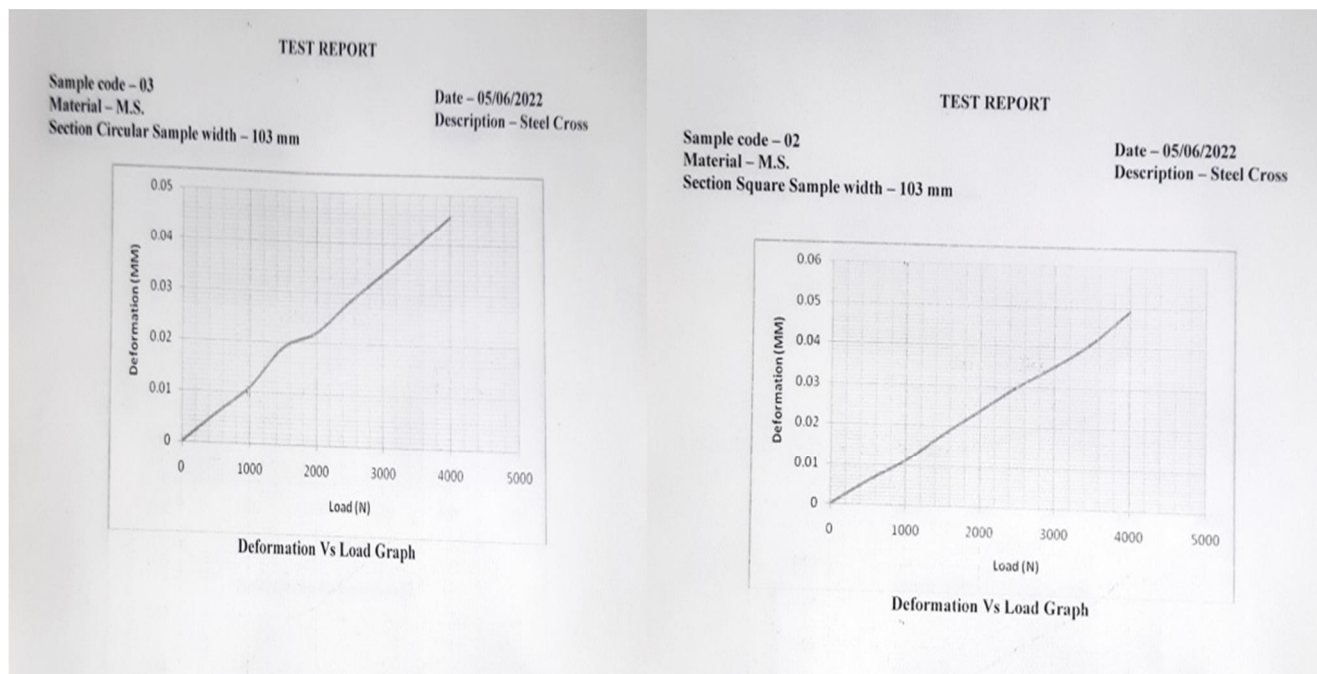 TEST REPORT
Sample code – 03
Material – M.S.
Section Circular Sample width – 103 mm
Date – 05/06/2022
Description – Steel Cross
Deformation (MM)
0.05
0.04
0.03
0.02
0.01
0
0 1000 2000 3000 4000 5000
Load (N)
Deformation Vs Load Graph
TEST REPORT
Sample code – 02
Material – M.S.
Section Square Sample width – 103 mm
Date – 05/06/2022
Description – Steel Cross
Deformation (MM)
0.06
0.05
0.04
0.03
0.02
0.01
0
0 1000 2000 3000 4000 5000
Load (N)
Deformation Vs Load Graph